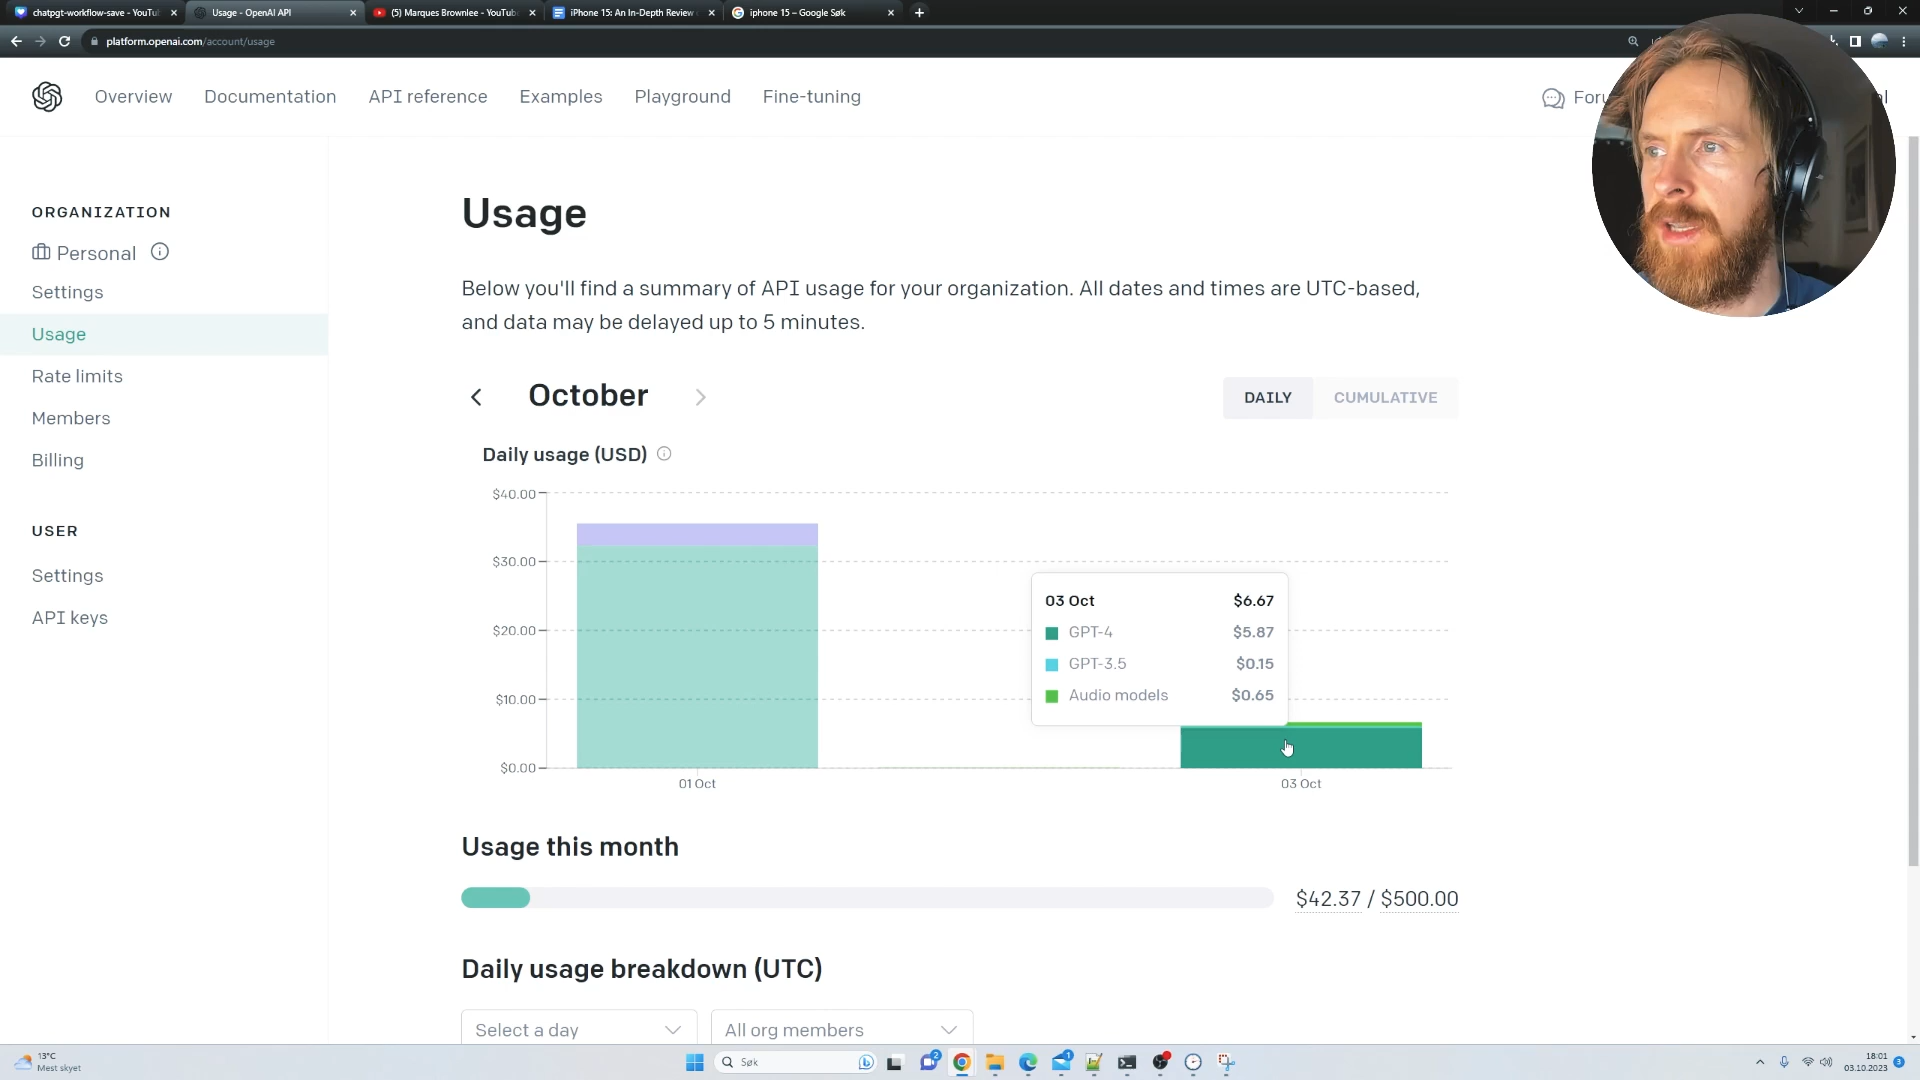 chatpgt-workflow-save - YouTu
Usage - OpenAI API
(5) Marques Brownlee - YouTube
iPhone 15: An In-Depth Review
iphone 15 – Google Søk
platform.openai.com/account/usage
Overview
Documentation
API reference
Examples
Playground
Fine-tuning
Foru
ORGANIZATION
Personal
Settings
Usage
Rate limits
Members
Billing
USER
Settings
API keys
Usage
Below you'll find a summary of API usage for your organization. All dates and times are UTC-based,
and data may be delayed up to 5 minutes.
October
DAILY
CUMULATIVE
Daily usage (USD)
$40.00
$30.00
$20.00
$10.00
$0.00
01 Oct
03 Oct
03 Oct $6.67
GPT-4 $5.87
GPT-3.5 $0.15
Audio models $0.65
Usage this month
$42.37 / $500.00
Daily usage breakdown (UTC)
Select a day
All org members
13°C
Mest skyet
Søk
2
1
18:01
03.10.2023
3